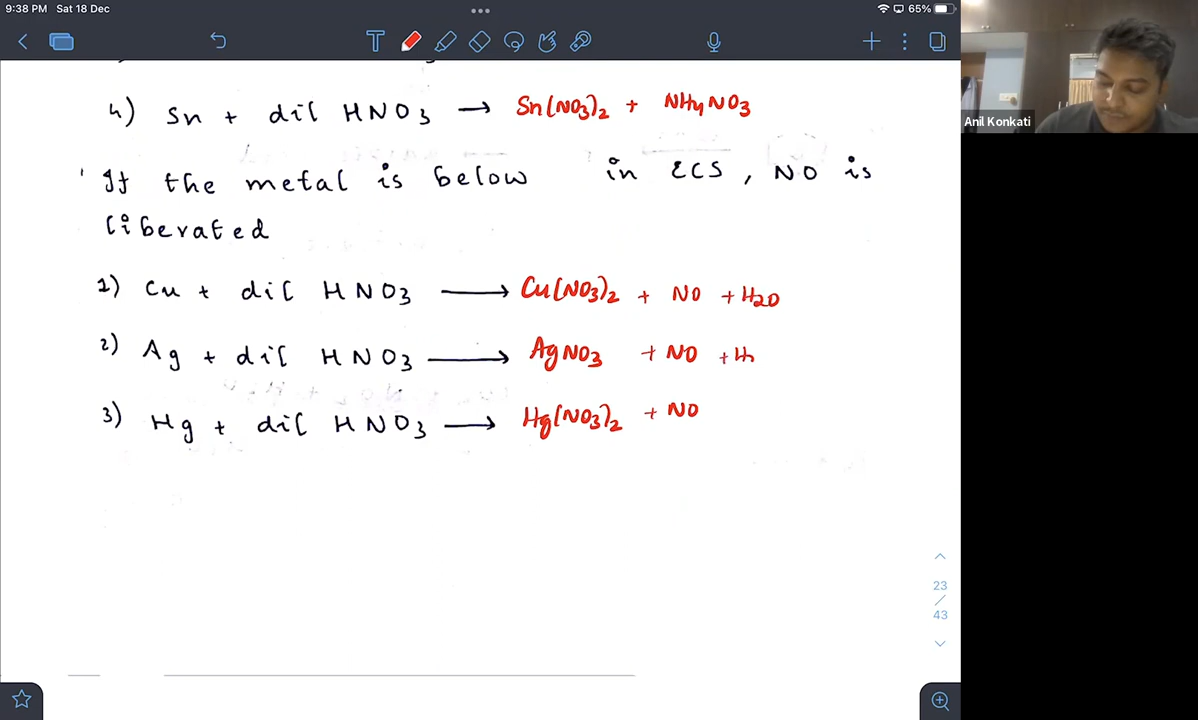 9:38 PM Sat 18 Dec
65%
T
Anil Konkati
4) Sn + dil HNO3 → Sn(NO3)2 + NH4NO3
If the metal is below in ECS, NO is
liberated
1) Cu + dil HNO3 → Cu(NO3)2 + NO + H2O
2) Ag + dil HNO3 → AgNO3 + NO + H
3) Hg + dil HNO3 → Hg(NO3)2 + NO
23
/
43